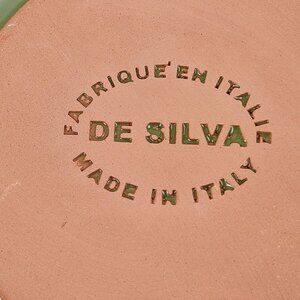 FABRIQUE EN ITALIE
DE SILVA
MADE IN ITALY